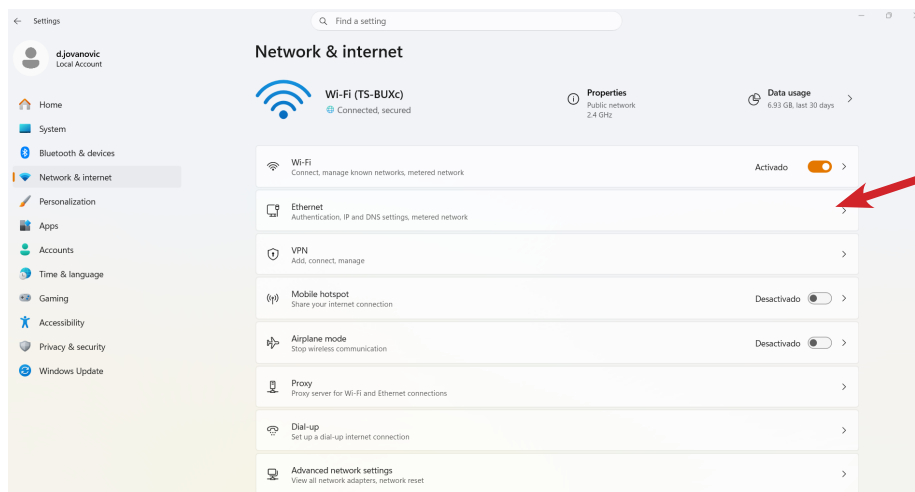 Settings
Find a setting
d.jovanovic
Local Account
Home
System
Bluetooth & devices
Network & internet
Personalization
Apps
Accounts
Time & language
Gaming
Accessibility
Privacy & security
Windows Update
Network & internet
Wi-Fi (TS-BUXc)
Connected, secured
Properties
Public network
2.4 GHz
Data usage
6.93 GB, last 30 days
Wi-Fi
Connect, manage known networks, metered network
Activado
Ethernet
Authentication, IP and DNS settings, metered network
VPN
Add, connect, manage
Mobile hotspot
Share your internet connection
Desactivado
Airplane mode
Stop wireless communication
Desactivado
Proxy
Proxy server for Wi-Fi and Ethernet connections
Dial-up
Set up a dial-up internet connection
Advanced network settings
View all network adapters, network reset